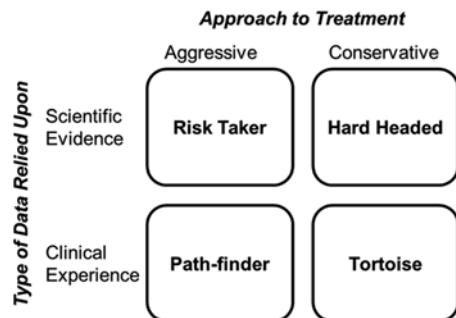 Approach to Treatment
Aggressive
Conservative
Type of Data Relied Upon
Scientific
Evidence
Risk Taker
Hard Headed
Clinical
Experience
Path-finder
Tortoise